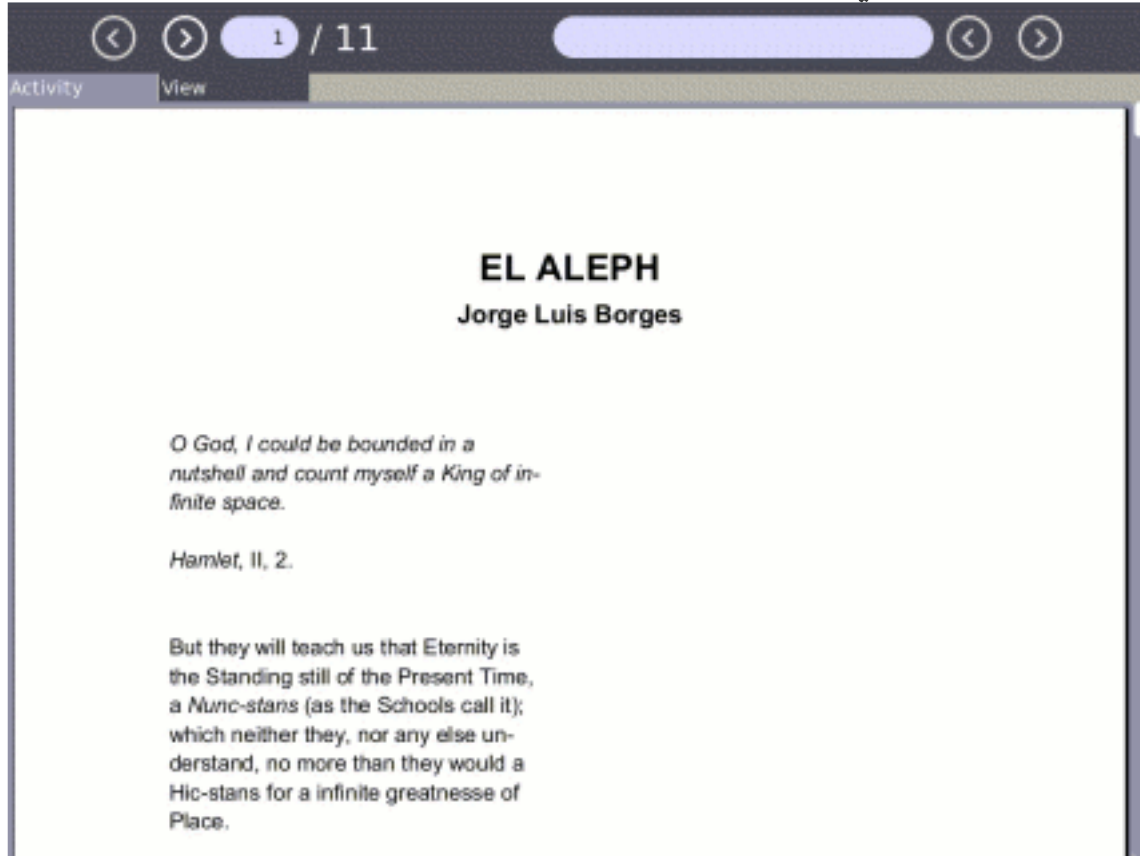 1 / 11
Activity View
EL ALEPH
Jorge Luis Borges
O God, I could be bounded in a
nutshell and count myself a King of in-
finite space.
Hamlet, II, 2.
But they will teach us that Eternity is
the Standing still of the Present Time,
a Nunc-stans (as the Schools call it);
which neither they, nor any else un-
derstand, no more than they would a
Hic-stans for a infinite greatnesse of
Place.